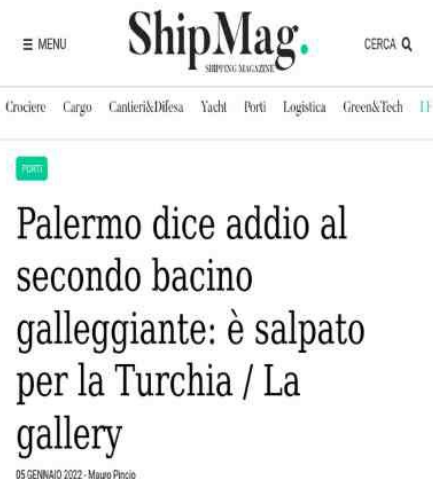 ☰ MENU
ShipMag.
SHIPPING MAGAZINE
CERCA
Crociere Cargo Cantieri&Difesa Yacht Porti Logistica Green&Tech
PORTI
Palermo dice addio al
secondo bacino
galleggiante: è salpato
per la Turchia / La
gallery
05 GENNAIO 2022 - Mauro Pincio